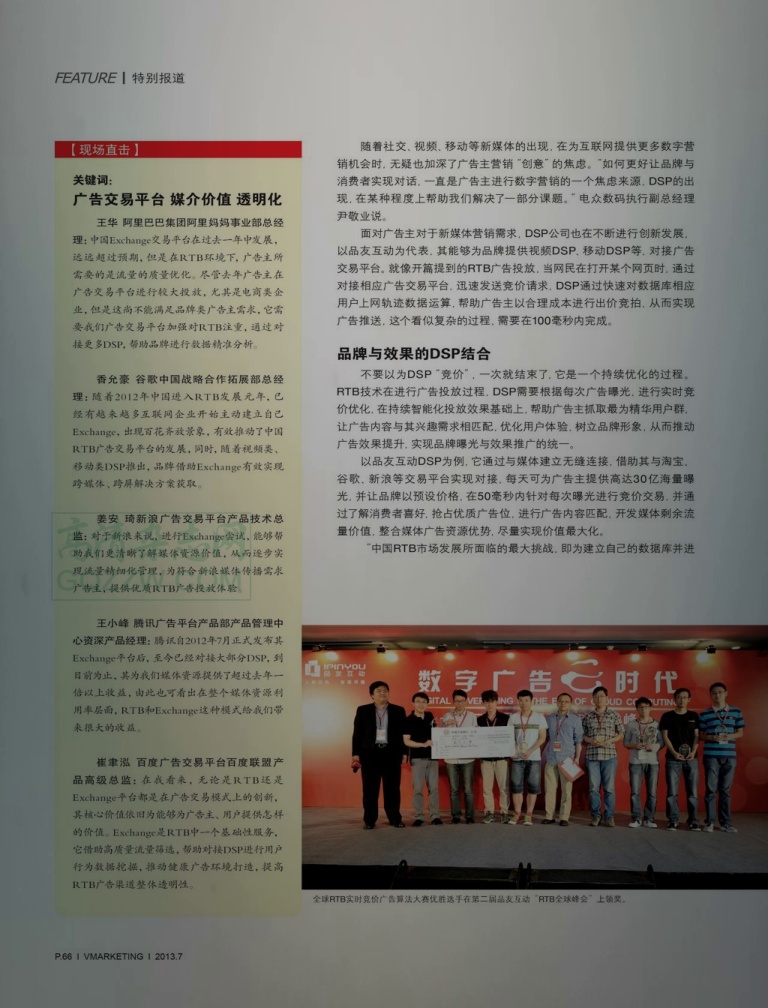 FEATURE | 特别报道
【现场直击】
关键词:
广告交易平台 媒介价值 透明化
王华 阿里巴巴集团阿里妈妈事业部总经
理：中国Exchange交易平台在过去一年中发展，
远远超过预期，但是在RTB环境下，广告主所
需要的是流量的质量优化。尽管去年广告主在
广告交易平台进行较大投放，尤其是电商类企
业，但是这尚不能满足品牌类广告主需求，它需
要我们广告交易平台加强对RTB注重，通过对
接更多DSP，帮助品牌进行数据精准分析。
香允豪 谷歌中国战略合作拓展部总经
理：随着2012年中国进入RTB发展元年，已
经有越来越多互联网企业开始主动建立自己
Exchange，出现百花齐放景象，有效推动了中国
RTB广告交易平台的发展，同时，随着视频类、
移动类DSP推出，品牌借助Exchange有效实现
跨媒体、跨屏解决方案获取。
姜安 琦新浪广告交易平台产品技术总
监：对于新浪来说，进行Exchange尝试，能够帮
助我们更清晰了解媒体资源价值，从而逐步实
现流量精细化管理，为符合新浪媒体传播需求
广告主，提供优质RTB广告投放体验。
王小峰 腾讯广告平台产品部产品管理中
心资深产品经理：腾讯自2012年7月正式发布其
Exchange平台后，至今已经对接大部分DSP，到
目前为止，其为我们媒体资源提供了超过去年一
倍以上收益，由此也可看出在整个媒体资源利
用率层面，RTB和Exchange这种模式给我们带
来很大的收益。
崔聿泓 百度广告交易平台百度联盟产
品高级总监：在我看来，无论是RTB还是
Exchange平台都是在广告交易模式上的创新，
其核心价值依旧为能够为广告主、用户提供怎样
的价值。Exchange是RTB中一个基础性服务，
它借助高质量流量筛选，帮助对接DSP进行用户
行为数据挖掘，推动健康广告环境打造，提高
RTB广告渠道整体透明性。
随着社交、视频、移动等新媒体的出现，在为互联网提供更多数字营
销机会时，无疑也加深了广告主营销“创意”的焦虑。“如何更好让品牌与
消费者实现对话，一直是广告主进行数字营销的一个焦虑来源，DSP的出
现，在某种程度上帮助我们解决了一部分课题。”电众数码执行副总经理
尹敬业说。
面对广告主对于新媒体营销需求，DSP公司也在不断进行创新发展，
以品友互动为代表，其能够为品牌提供视频DSP、移动DSP等，对接广告
交易平台，就像开篇提到的RTB广告投放，当网民在打开某个网页时，通过
对接相应广告交易平台，迅速发送竞价请求，DSP通过快速对数据库相应
用户上网轨迹数据运算，帮助广告主以合理成本进行出价竞拍，从而实现
广告推送，这个看似复杂的过程，需要在100毫秒内完成。
品牌与效果的DSP结合
不要以为DSP“竞价”，一次就结束了，它是一个持续优化的过程。
RTB技术在进行广告投放过程，DSP需要根据每次广告曝光，进行实时竞
价优化，在持续智能化投放效果基础上，帮助广告主抓取最为精华用户群，
让广告内容与其兴趣需求相匹配，优化用户体验，树立品牌形象，从而推动
广告效果提升，实现品牌曝光与效果推广的统一。
以品友互动DSP为例，它通过与媒体建立无缝连接，借助其与淘宝、
谷歌、新浪等交易平台实现对接，每天可为广告主提供高达30亿海量曝
光，并让品牌以预设价格，在50毫秒内针对每次曝光进行竞价交易，并通
过了解消费者喜好，抢占优质广告位，进行广告内容匹配，开发媒体剩余流
量价值，整合媒体广告资源优势，尽量实现价值最大化。
“中国RTB市场发展所面临的最大挑战，即为建立自己的数据库并进
IPINYOU
品友互动
数字广告 时代
全球RTB实时竞价广告算法大赛优胜选手在第二届品友互动“RTB全球峰会”上领奖。
P.66 I VMARKETING I 2013.7